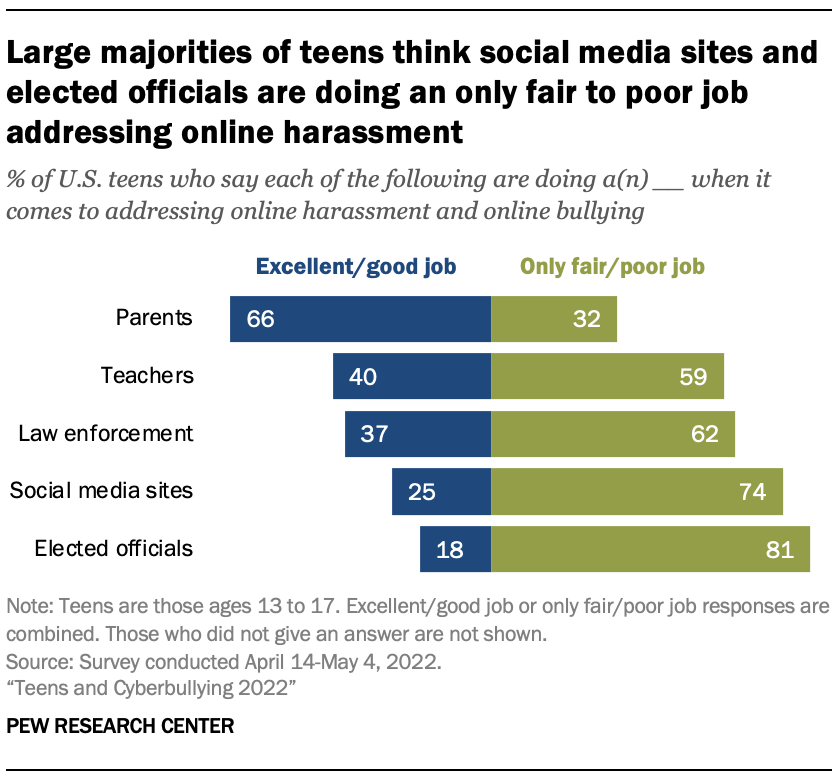 Large majorities of teens think social media sites and
elected officials are doing an only fair to poor job
addressing online harassment
% of U.S. teens who say each of the following are doing a(n) __ when it
comes to addressing online harassment and online bullying
Excellent/good job Only fair/poor job
Parents 66 32
Teachers 40 59
Law enforcement 37 62
Social media sites 25 74
Elected officials 18 81
Note: Teens are those ages 13 to 17. Excellent/good job or only fair/poor job responses are
combined. Those who did not give an answer are not shown.
Source: Survey conducted April 14-May 4, 2022.
“Teens and Cyberbullying 2022”
PEW RESEARCH CENTER